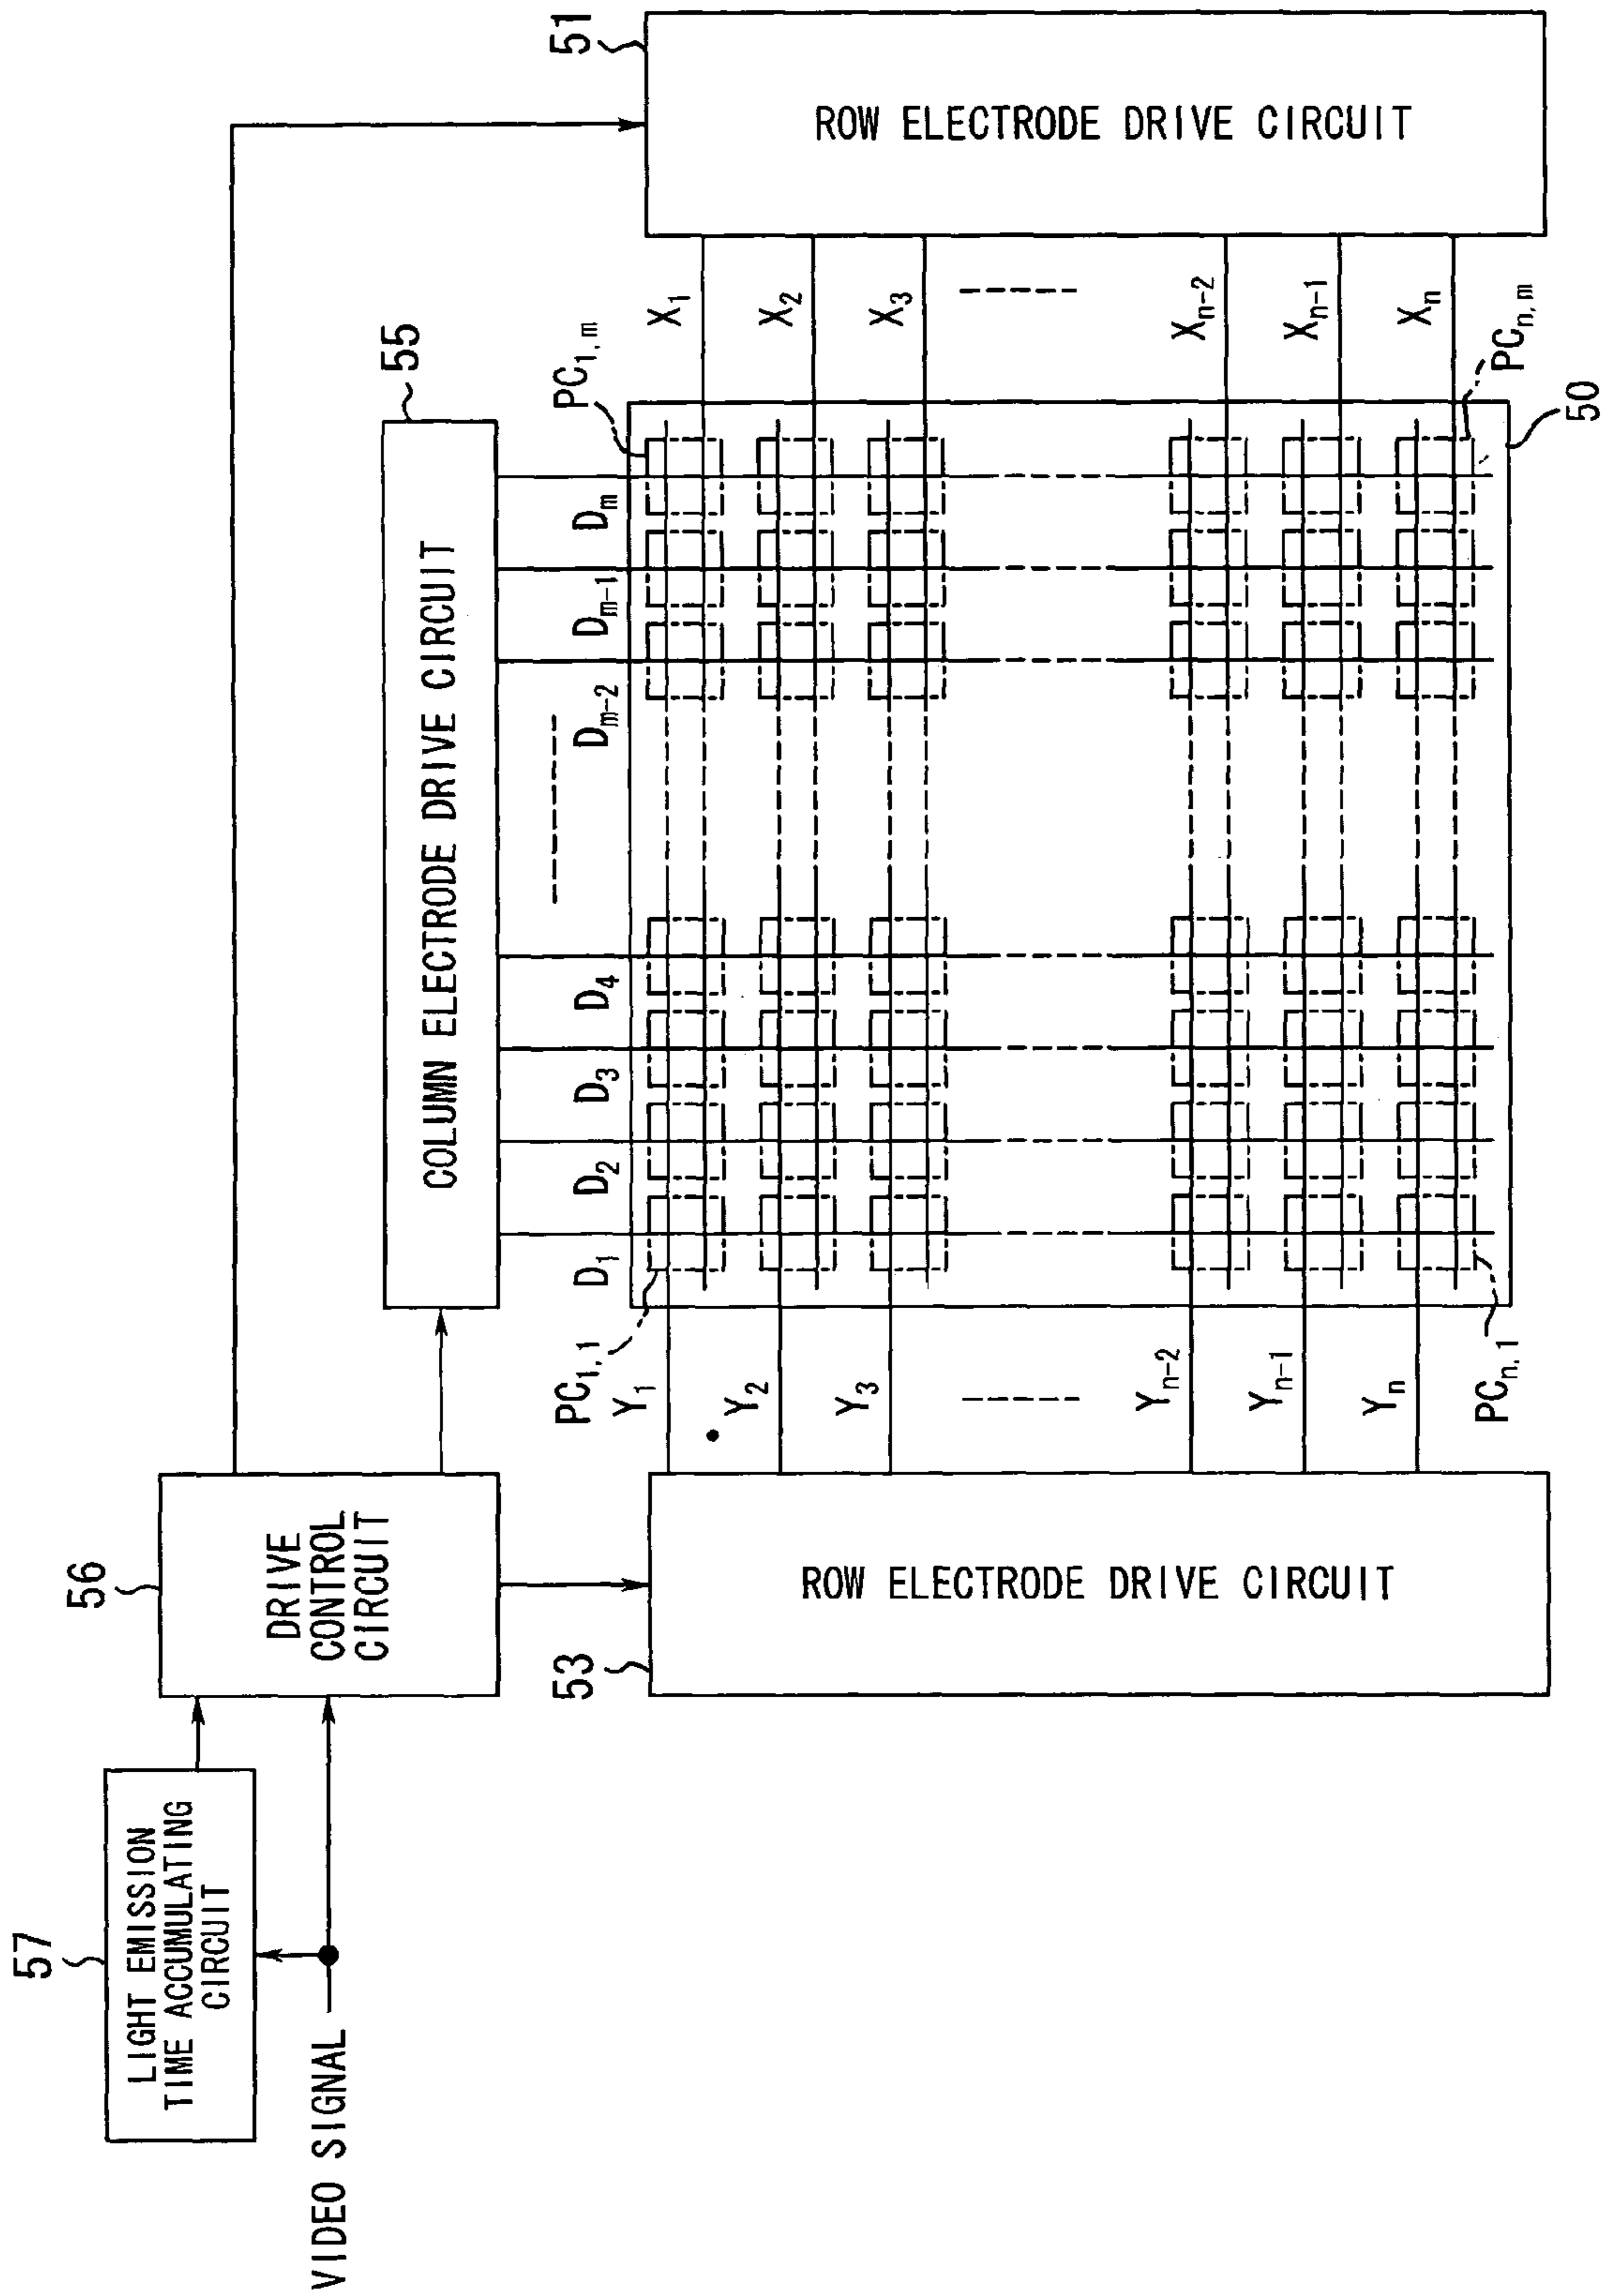 57
LIGHT EMISSION
TIME ACCUMULATING
CIRCUIT
VIDEO SIGNAL
56
DRIVE
CONTROL
CIRCUIT
55
COLUMN ELECTRODE DRIVE CIRCUIT
51
ROW ELECTRODE DRIVE CIRCUIT
53
ROW ELECTRODE DRIVE CIRCUIT
D1 D2 D3 D4 Dm-2 Dm-1 Dm
PC1,1
PC1,m
Y1
X1
Y2
X2
Y3
X3
Yn-2
Xn-2
Yn-1
Xn-1
Yn
Xn
PCn,1
PCn,m
50